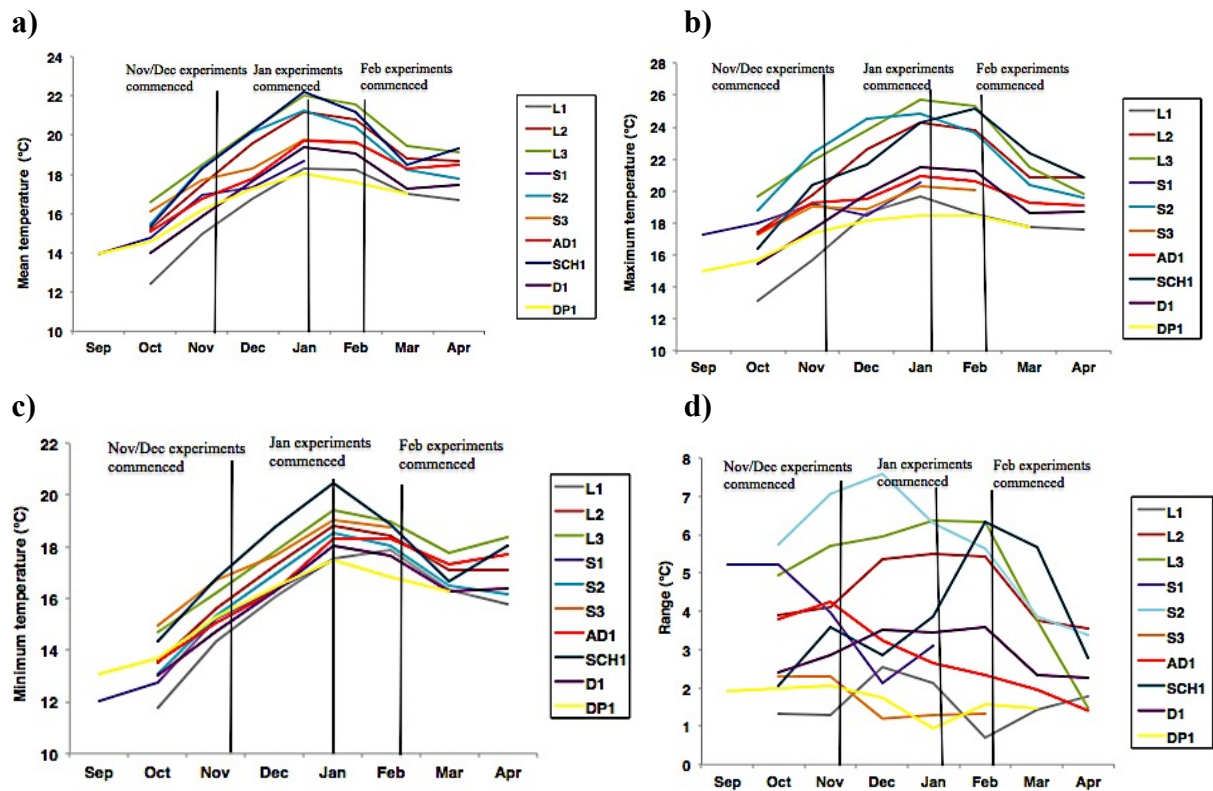 a)
b)
24
22
20
18
16
14
12
10
Mean temperature (°C)
Nov/Dec experiments
commenced
Jan experiments
commenced
Feb experiments
commenced
Sep Oct Nov Dec Jan Feb Mar Apr
L1
L2
L3
S1
S2
S3
AD1
SCH1
D1
DP1
28
26
24
22
20
18
16
14
12
10
Maximum temperature (°C)
Nov/Dec experiments
commenced
Jan experiments
commenced
Feb experiments
commenced
Sep Oct Nov Dec Jan Feb Mar Apr
L1
L2
L3
S1
S2
S3
AD1
SCH1
D1
DP1
c)
d)
22
20
18
16
14
12
10
Minimum temperature (°C)
Nov/Dec experiments
commenced
Jan experiments
commenced
Feb experiments
commenced
Sep Oct Nov Dec Jan Feb Mar Apr
L1
L2
L3
S1
S2
S3
AD1
SCH1
D1
DP1
8
7
6
5
4
3
2
1
0
Range (°C)
Nov/Dec experiments
commenced
Jan experiments
commenced
Feb experiments
commenced
Sep Oct Nov Dec Jan Feb Mar Apr
L1
L2
L3
S1
S2
S3
AD1
SCH1
D1
DP1